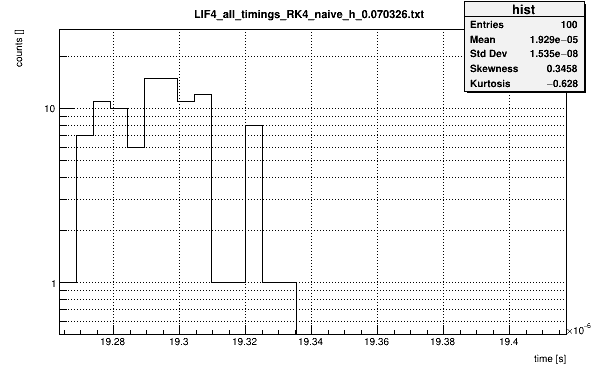 LIF4_all_timings_RK4_naive_h_0.070326.txt
hist
Entries 100
Mean 1.929e−05
Std Dev 1.535e−08
Skewness 0.3458
Kurtosis −0.628
counts []
10
1
19.28 19.3 19.32 19.34 19.36 19.38 19.4
×10−6
time [s]